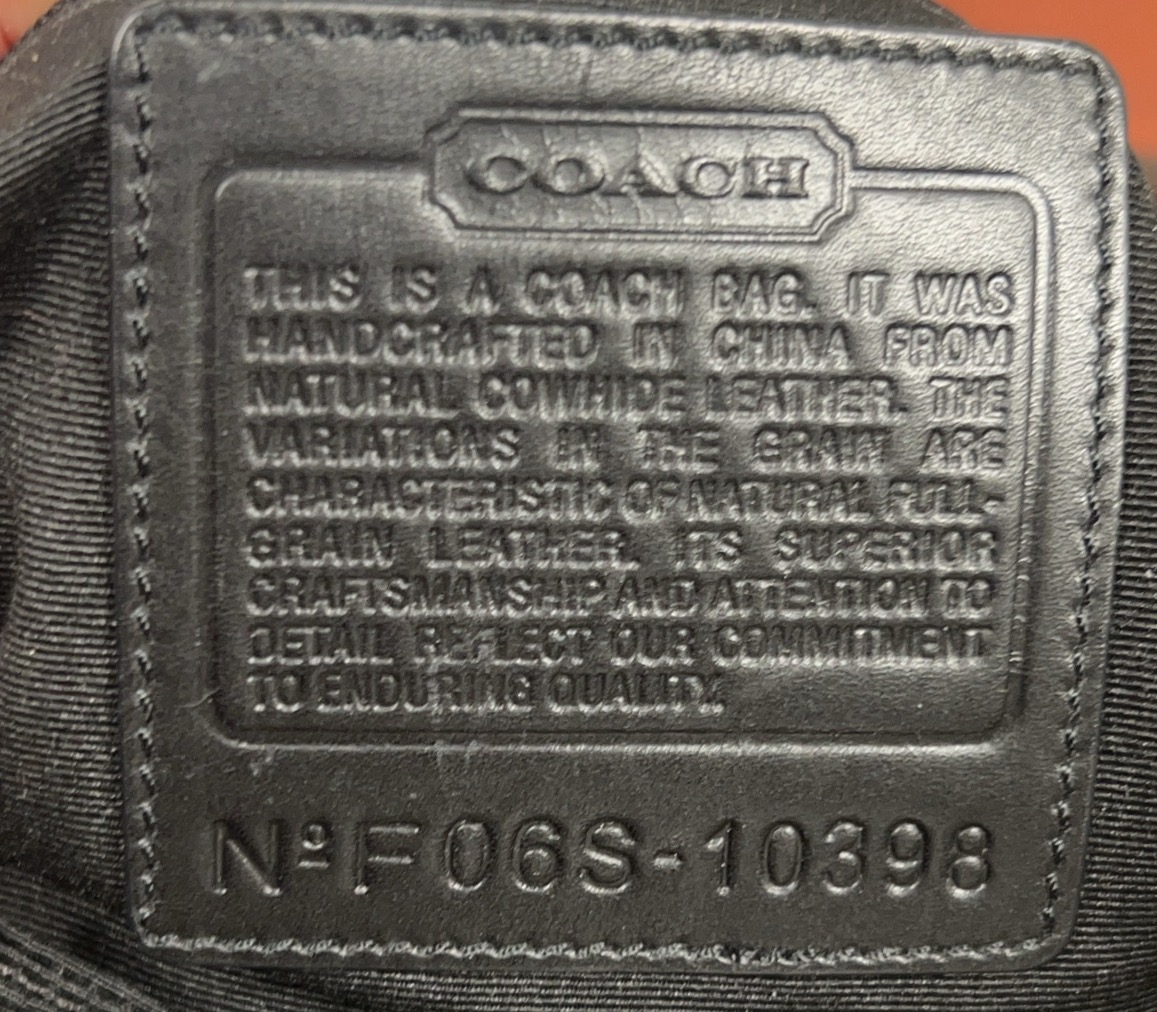 COACH
THIS IS A COACH BAG. IT WAS
HANDCRAFTED IN CHINA FROM
NATURAL COWHIDE LEATHER. THE
VARIATIONS IN THE GRAIN ARE
CHARACTERISTIC OF NATURAL FULL-
GRAIN LEATHER. ITS SUPERIOR
CRAFTSMANSHIP AND ATTENTION TO
DETAIL REFLECT OUR COMMITMENT
TO ENDURING QUALITY.
Nº F06S-10398